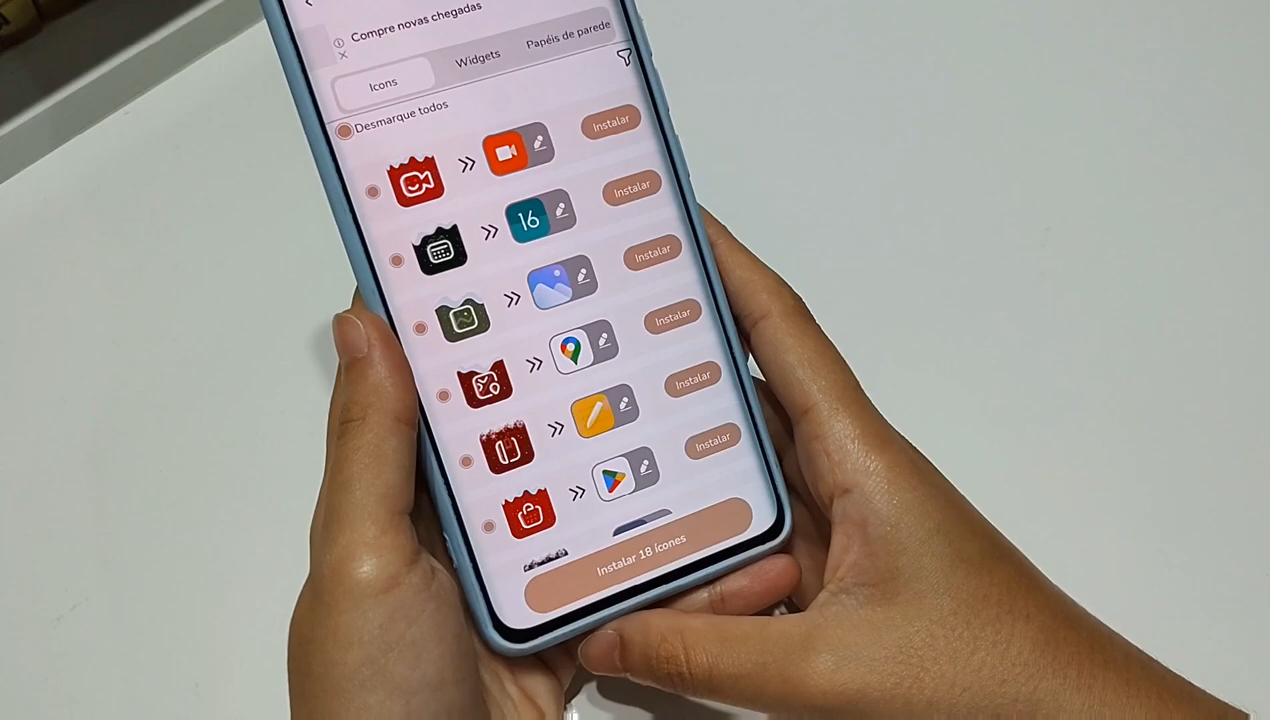 Compre novas chegadas
Icons
Widgets
Papéis de parede
Desmarque todos
Instalar
16
Instalar
Instalar
Instalar
Instalar
Instalar
Instalar 18 ícones